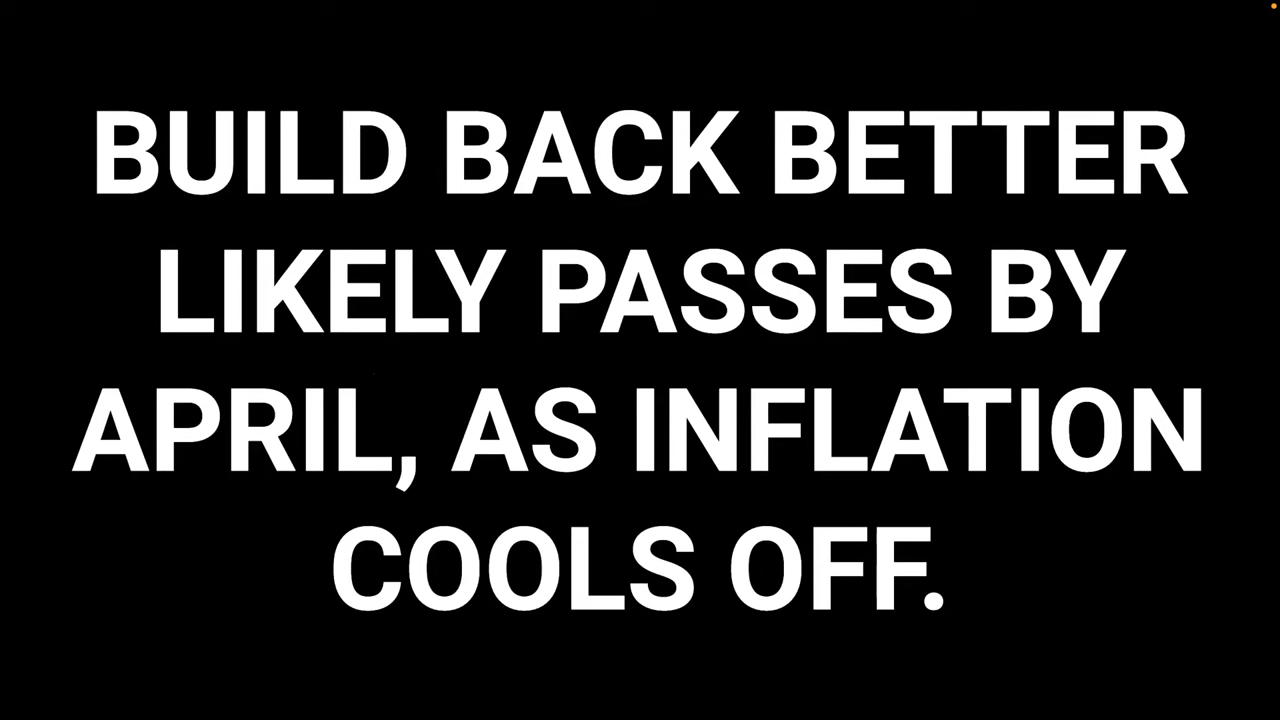 BUILD BACK BETTER
LIKELY PASSES BY
APRIL, AS INFLATION
COOLS OFF.